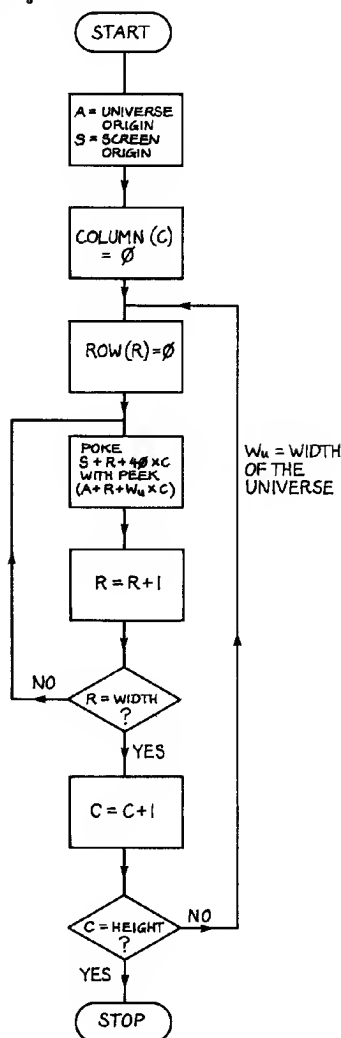 START
A = UNIVERSE
ORIGIN
S = SCREEN
ORIGIN
COLUMN (C)
= Ø
ROW (R) = Ø
POKE
S + R + 4Ø × C
WITH PEEK
(A + R + Wu × C)
Wu = WIDTH
OF THE
UNIVERSE
R = R + 1
NO
R = WIDTH
?
YES
C = C + 1
C = HEIGHT
?
NO
YES
STOP